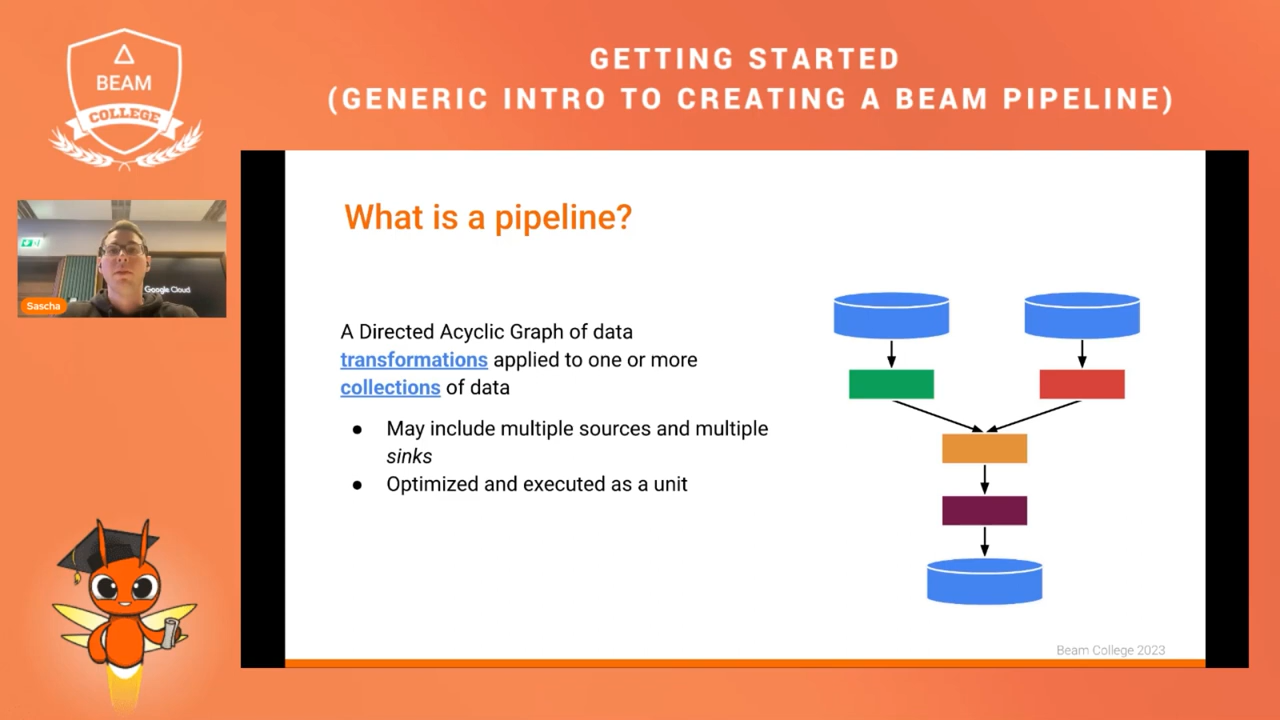 BEAM
COLLEGE
GETTING STARTED
(GENERIC INTRO TO CREATING A BEAM PIPELINE)
Google Cloud
Sascha
What is a pipeline?
A Directed Acyclic Graph of data
transformations applied to one or more
collections of data
● May include multiple sources and multiple
sinks
● Optimized and executed as a unit
Beam College 2023